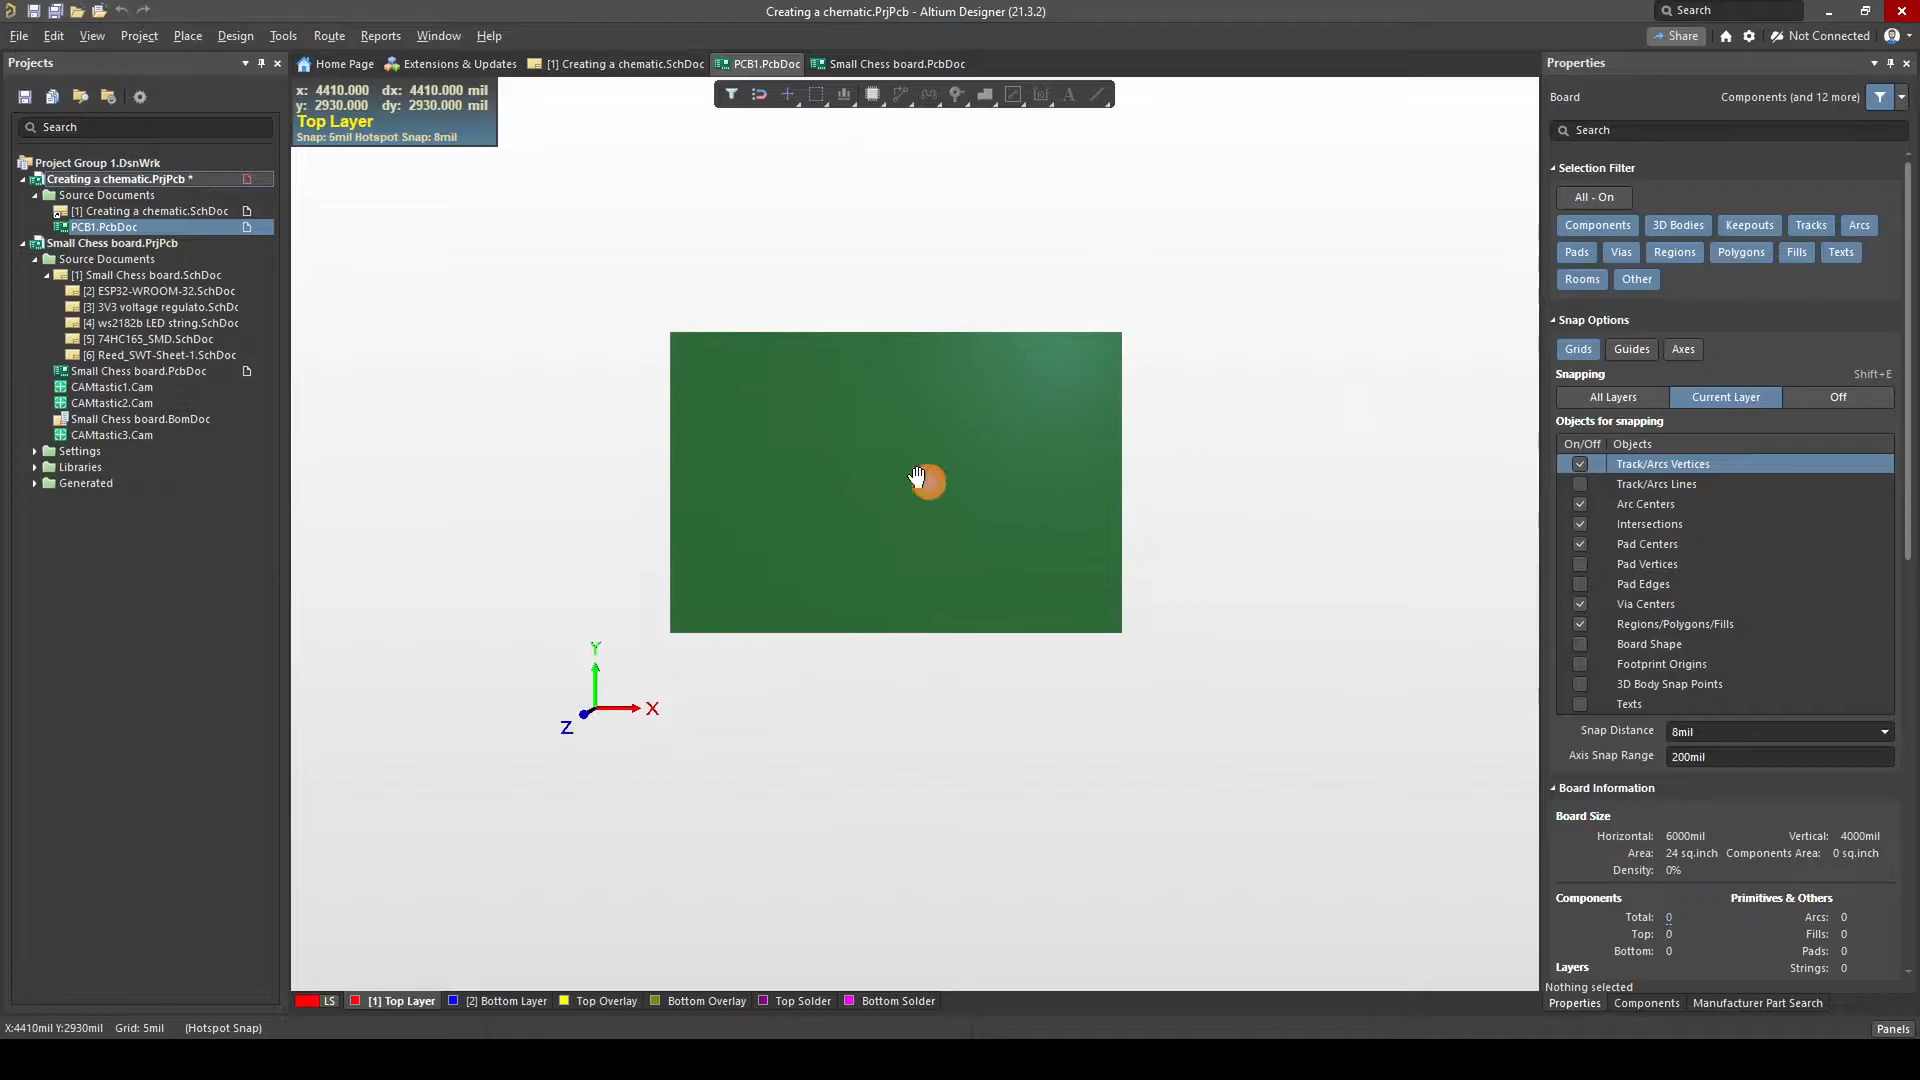 Creating a chematic.PrjPcb - Altium Designer (21.3.2)
Search
File Edit View Project Place Design Tools Route Reports Window Help
Share
Not Connected
Projects
Home Page
Extensions & Updates
[1] Creating a chematic.SchDoc
PCB1.PcbDoc
Small Chess board.PcbDoc
Search
Project Group 1.DsnWrk
Creating a chematic.PrjPcb *
Source Documents
[1] Creating a chematic.SchDoc
PCB1.PcbDoc
Small Chess board.PrjPcb
Source Documents
[1] Small Chess board.SchDoc
[2] ESP32-WROOM-32.SchDoc
[3] 3V3 voltage regulato.SchDc
[4] ws2182b LED string.SchDoc
[5] 74HC165_SMD.SchDoc
[6] Reed_SWT-Sheet-1.SchDoc
Small Chess board.PcbDoc
CAMtastic1.Cam
CAMtastic2.Cam
Small Chess board.BomDoc
CAMtastic3.Cam
Settings
Libraries
Generated
x: 4410.000 dx: 4410.000 mil
y: 2930.000 dy: 2930.000 mil
Top Layer
Snap: 5mil Hotspot Snap: 8mil
Y
X
Z
LS
[1] Top Layer
[2] Bottom Layer
Top Overlay
Bottom Overlay
Top Solder
Bottom Solder
Properties
Board
Components (and 12 more)
Search
Selection Filter
All - On
Components 3D Bodies Keepouts Tracks Arcs
Pads Vias Regions Polygons Fills Texts
Rooms Other
Snap Options
Grids Guides Axes
Snapping Shift+E
All Layers Current Layer Off
Objects for snapping
On/Off Objects
Track/Arcs Vertices
Track/Arcs Lines
Arc Centers
Intersections
Pad Centers
Pad Vertices
Pad Edges
Via Centers
Regions/Polygons/Fills
Board Shape
Footprint Origins
3D Body Snap Points
Texts
Snap Distance 8mil
Axis Snap Range 200mil
Board Information
Board Size
Horizontal: 6000mil Vertical: 4000mil
Area: 24 sq.inch Components Area: 0 sq.inch
Density: 0%
Components Primitives & Others
Total: 0 Arcs: 0
Top: 0 Fills: 0
Bottom: 0 Pads: 0
Layers Strings: 0
Nothing selected
Properties Components Manufacturer Part Search
X:4410mil Y:2930mil Grid: 5mil (Hotspot Snap)
Panels